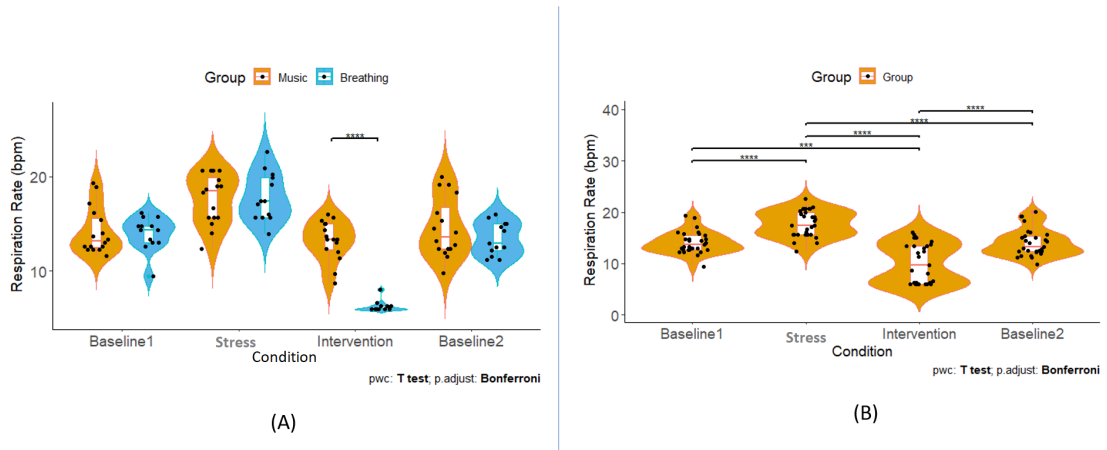 Group Music Breathing
Respiration Rate (bpm)
20
10
****
Baseline1 Stress Intervention Baseline2
Condition
pwc: T test; p.adjust: Bonferroni
(A)
Group Group
Respiration Rate (bpm)
40
30
20
10
0
****
****
****
***
****
Baseline1 Stress Intervention Baseline2
Condition
pwc: T test; p.adjust: Bonferroni
(B)